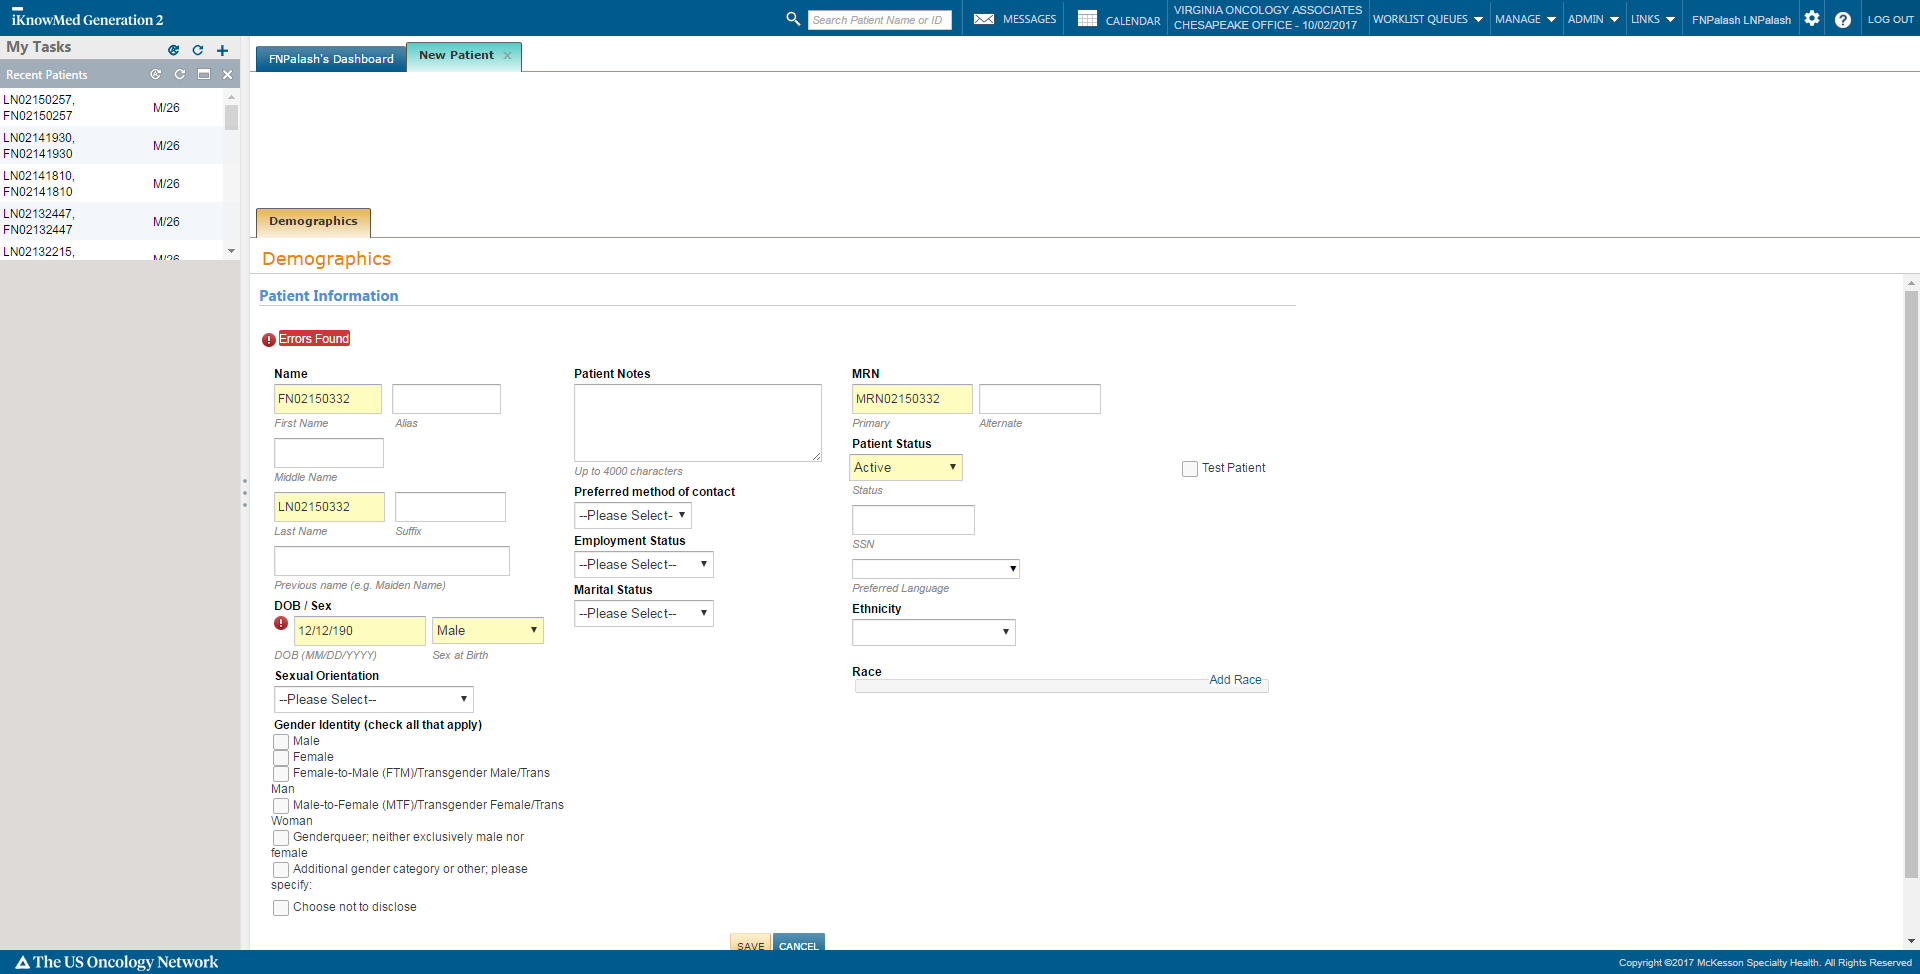 iKnowMed Generation 2
Search Patient Name or ID
MESSAGES
CALENDAR
VIRGINIA ONCOLOGY ASSOCIATES
CHESAPEAKE OFFICE - 10/02/2017
WORKLIST QUEUES
MANAGE
ADMIN
LINKS
FNPalash LNPalash
LOG OUT
My Tasks
Recent Patients
LN02150257,
FN02150257
M/26
LN02141930,
FN02141930
M/26
LN02141810,
FN02141810
M/26
LN02132447,
FN02132447
M/26
LN02132215,
M/26
FNPalash's Dashboard
New Patient
Demographics
Demographics
Patient Information
Errors Found
Name
FN02150332
First Name
Alias
Middle Name
LN02150332
Last Name
Suffix
Previous name (e.g. Maiden Name)
DOB / Sex
12/12/190
Male
DOB (MM/DD/YYYY)
Sex at Birth
Sexual Orientation
--Please Select--
Gender Identity (check all that apply)
Male
Female
Female-to-Male (FTM)/Transgender Male/Trans
Man
Male-to-Female (MTF)/Transgender Female/Trans
Woman
Genderqueer; neither exclusively male nor
female
Additional gender category or other; please
specify:
Choose not to disclose
Patient Notes
Up to 4000 characters
Preferred method of contact
--Please Select-
Employment Status
--Please Select--
Marital Status
--Please Select--
MRN
MRN02150332
Primary
Alternate
Patient Status
Active
Status
Test Patient
SSN
Preferred Language
Ethnicity
Race
Add Race
SAVE
CANCEL
The US Oncology Network
Copyright ©2017 McKesson Specialty Health. All Rights Reserved